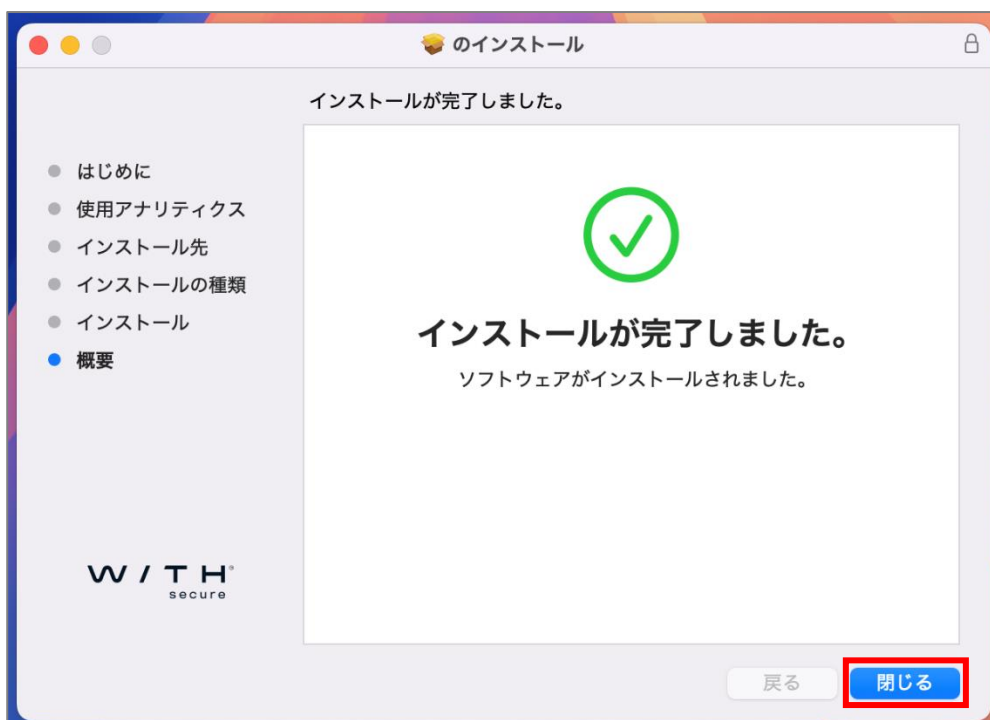 のインストール
インストールが完了しました。
はじめに
使用アナリティクス
インストール先
インストールの種類
インストール
概要
インストールが完了しました。
ソフトウェアがインストールされました。
W / T H®
secure
戻る
閉じる